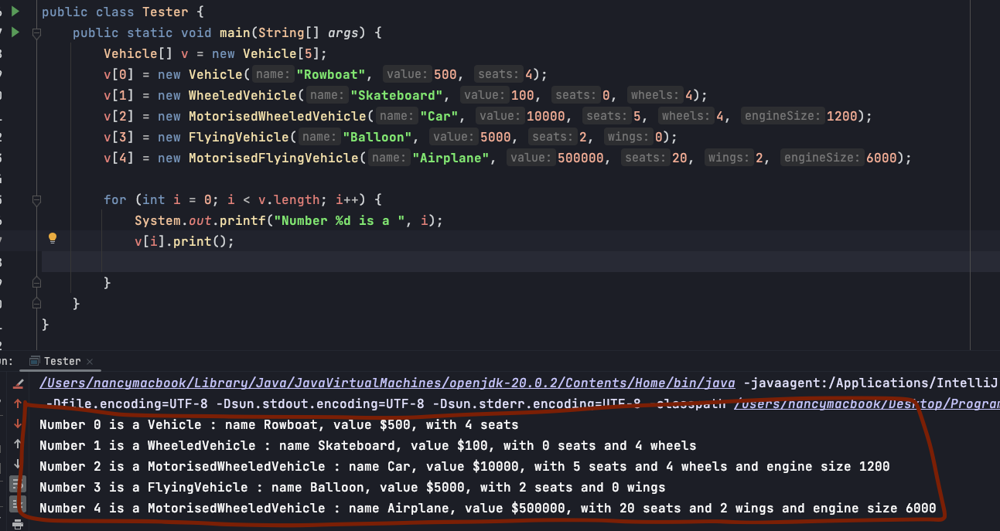 public class Tester {
public static void main(String[] args) {
Vehicle[] v = new Vehicle[5];
v[0] = new Vehicle( name: "Rowboat", value: 500, seats: 4);
v[1] = new WheeledVehicle( name: "Skateboard", value: 100, seats: 0, wheels: 4);
v[2] = new MotorisedWheeledVehicle( name: "Car", value: 10000, seats: 5, wheels: 4, engineSize: 1200);
v[3] = new FlyingVehicle( name: "Balloon", value: 5000, seats: 2, wings: 0);
v[4] = new MotorisedFlyingVehicle( name: "Airplane", value: 500000, seats: 20, wings: 2, engineSize: 6000);
for (int i = 0; i < v.length; i++) {
System.out.printf("Number %d is a ", i);
v[i].print();
}
}
}
Tester ×
/Users/nancymacbook/Library/Java/JavaVirtualMachines/openjdk-20.0.2/Contents/Home/bin/java -javaagent:/Applications/IntelliJ
-Dfile.encoding=UTF-8 -Dsun.stdout.encoding=UTF-8 -Dsun.stderr.encoding=UTF-8 -classpath /Users/nancymacbook/Desktop/Program
Number 0 is a Vehicle : name Rowboat, value $500, with 4 seats
Number 1 is a WheeledVehicle : name Skateboard, value $100, with 0 seats and 4 wheels
Number 2 is a MotorisedWheeledVehicle : name Car, value $10000, with 5 seats and 4 wheels and engine size 1200
Number 3 is a FlyingVehicle : name Balloon, value $5000, with 2 seats and 0 wings
Number 4 is a MotorisedWheeledVehicle : name Airplane, value $500000, with 20 seats and 2 wings and engine size 6000